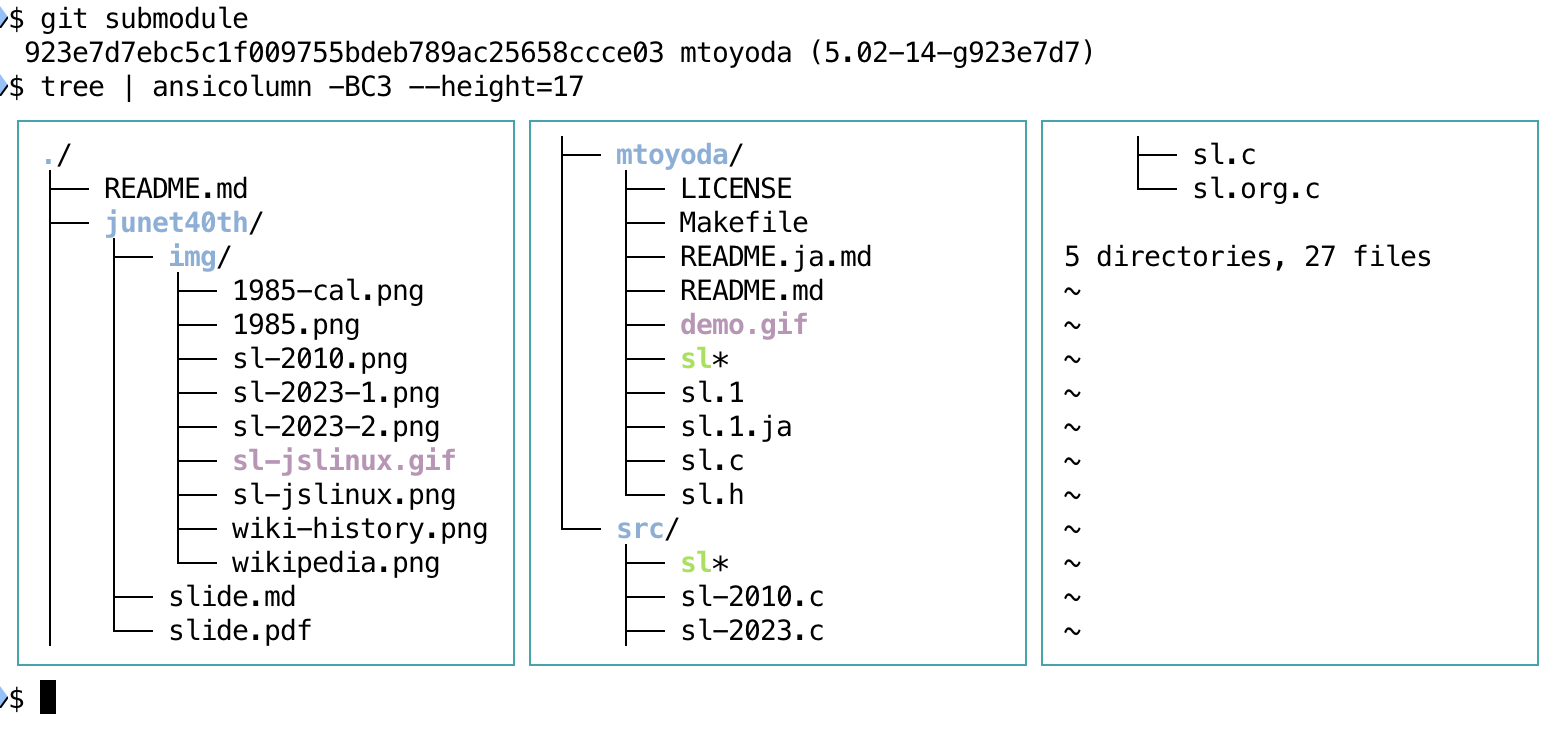 $ git submodule
 923e7d7ebc5c1f009755bdeb789ac25658ccce03 mtoyoda (5.02-14-g923e7d7)
$ tree | ansicolumn -BC3 --height=17
./
├── README.md
├── junet40th/
│   ├── img/
│   │   ├── 1985-cal.png
│   │   ├── 1985.png
│   │   ├── sl-2010.png
│   │   ├── sl-2023-1.png
│   │   ├── sl-2023-2.png
│   │   ├── sl-jslinux.gif
│   │   ├── sl-jslinux.png
│   │   ├── wiki-history.png
│   │   └── wikipedia.png
│   ├── slide.md
│   └── slide.pdf
├── mtoyoda/
│   ├── LICENSE
│   ├── Makefile
│   ├── README.ja.md
│   ├── README.md
│   ├── demo.gif
│   ├── sl*
│   ├── sl.1
│   ├── sl.1.ja
│   ├── sl.c
│   └── sl.h
└── src/
    ├── sl*
    ├── sl-2010.c
    ├── sl-2023.c
    ├── sl.c
    └── sl.org.c

5 directories, 27 files
~
~
~
~
~
~
~
~
~
~
~
$